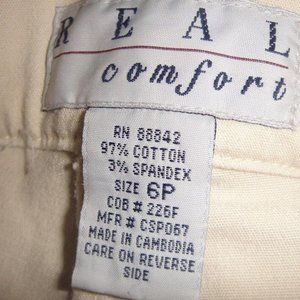 REAL
comfort
RN 88842
97% COTTON
3% SPANDEX
SIZE 6P
COB # 226F
MFR # CSP067
MADE IN CAMBODIA
CARE ON REVERSE
SIDE